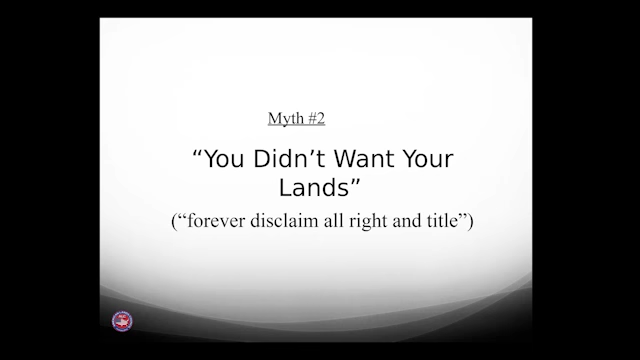 Myth #2
“You Didn’t Want Your
Lands”
(“forever disclaim all right and title”)